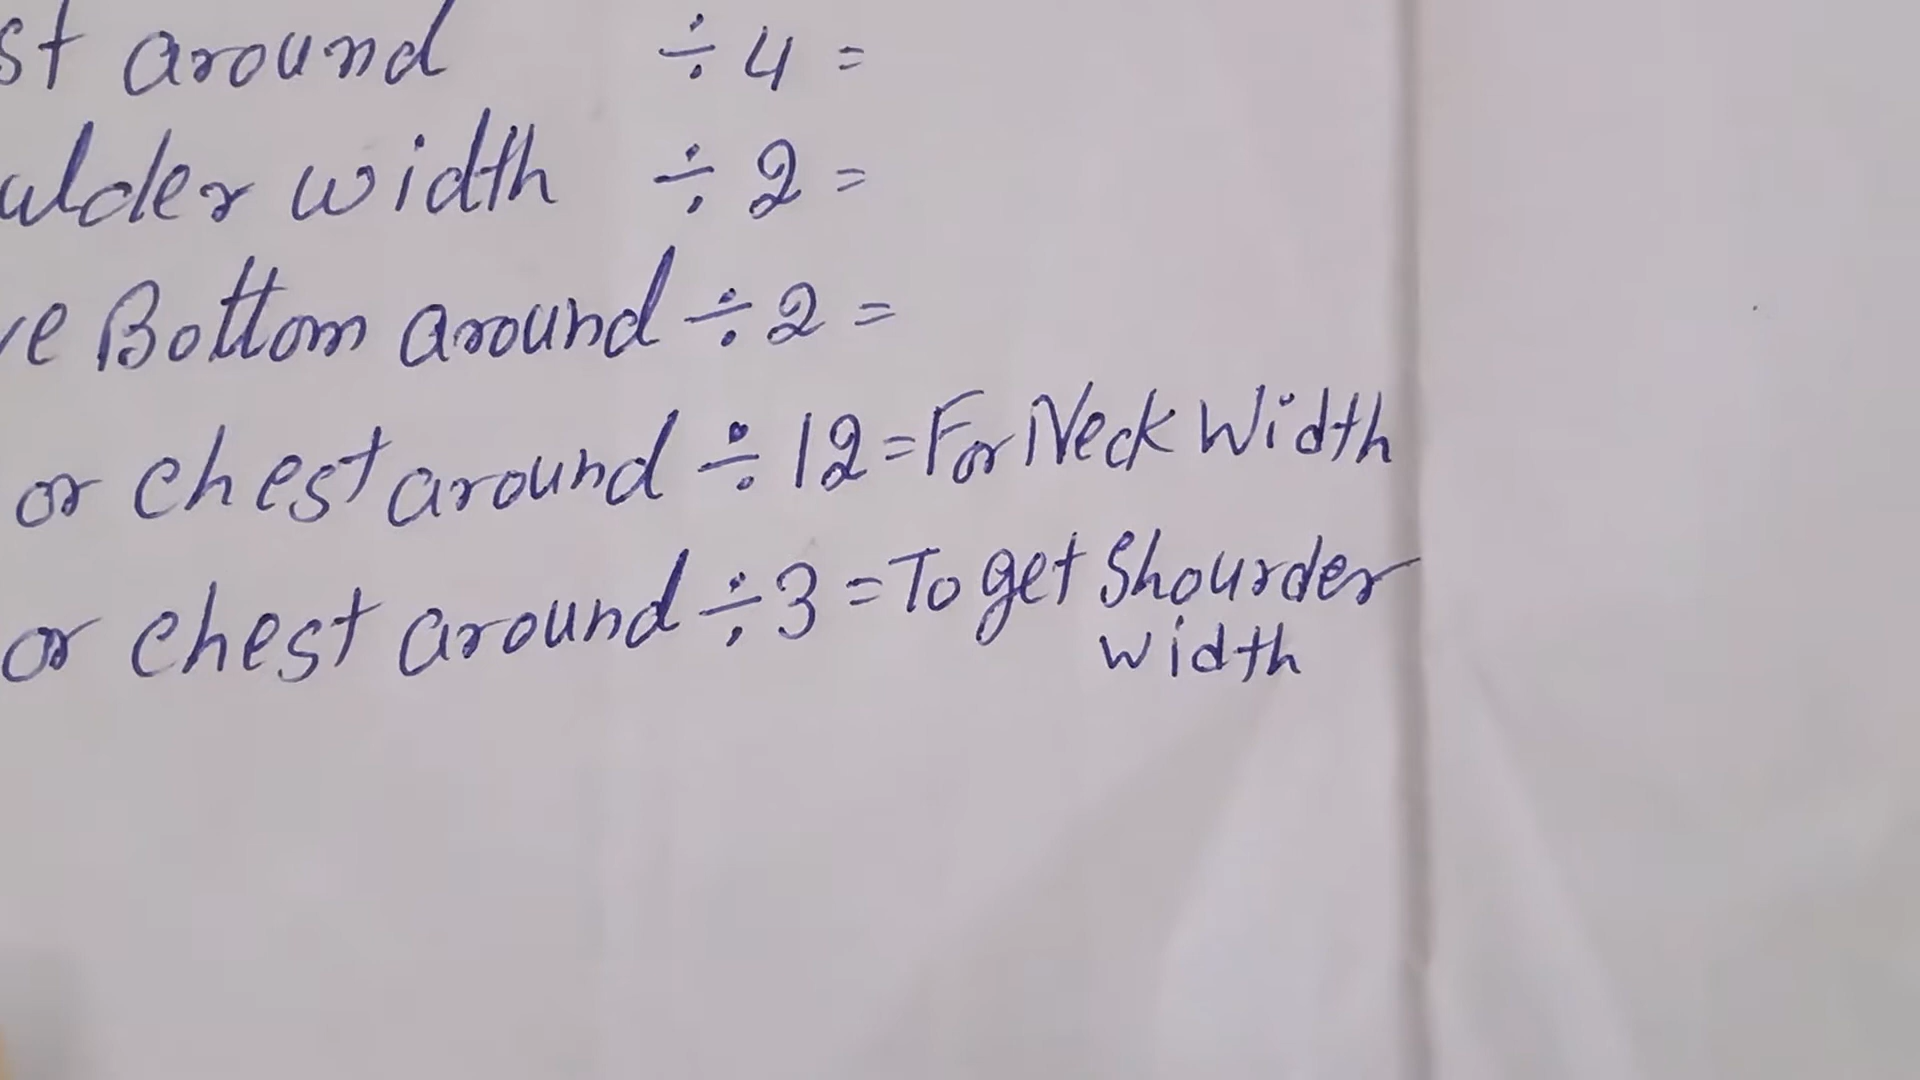 st around ÷ 4 =
ulder width ÷ 2 =
ve Bottom around ÷ 2 =
or chest around ÷ 12 = For Neck Width
or chest around ÷ 3 = To get Shourder
width